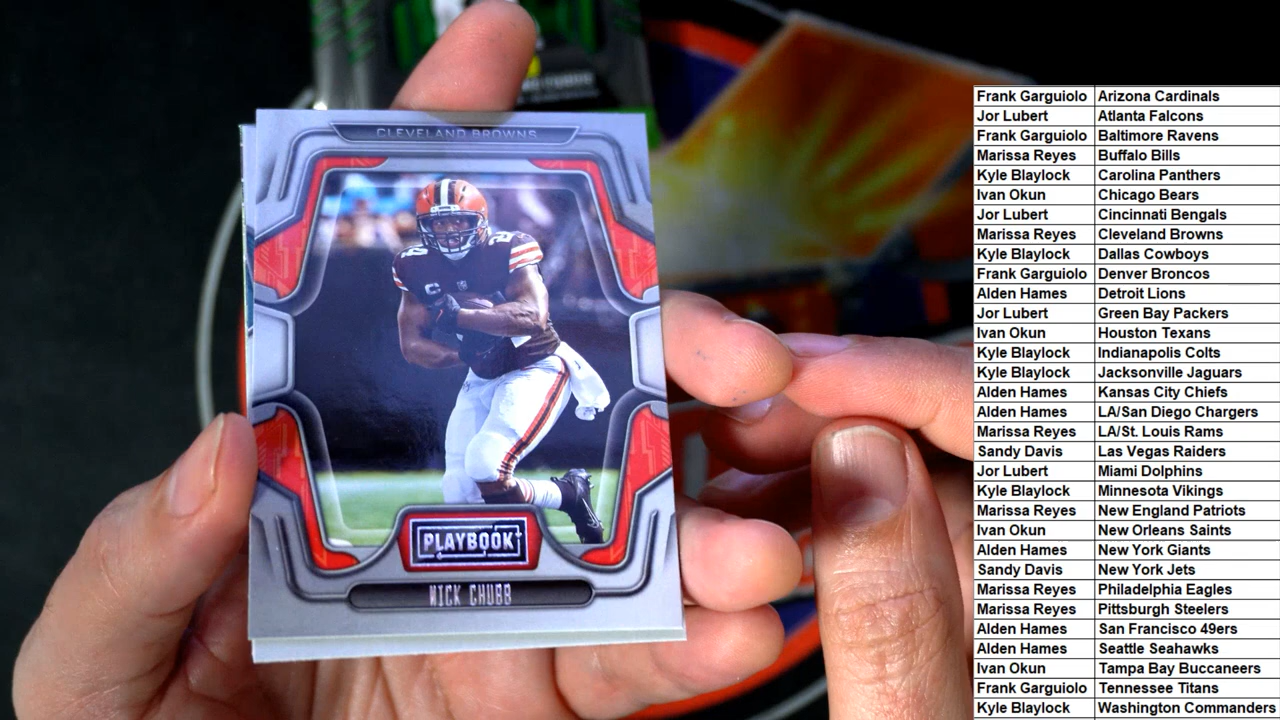 CLEVELAND BROWNS
PLAYBOOK
NICK CHUBB
Frank Garguiolo Arizona Cardinals
Jor Lubert Atlanta Falcons
Frank Garguiolo Baltimore Ravens
Marissa Reyes Buffalo Bills
Kyle Blaylock Carolina Panthers
Ivan Okun Chicago Bears
Jor Lubert Cincinnati Bengals
Marissa Reyes Cleveland Browns
Kyle Blaylock Dallas Cowboys
Frank Garguiolo Denver Broncos
Alden Hames Detroit Lions
Jor Lubert Green Bay Packers
Ivan Okun Houston Texans
Kyle Blaylock Indianapolis Colts
Kyle Blaylock Jacksonville Jaguars
Alden Hames Kansas City Chiefs
Alden Hames LA/San Diego Chargers
Marissa Reyes LA/St. Louis Rams
Sandy Davis Las Vegas Raiders
Jor Lubert Miami Dolphins
Kyle Blaylock Minnesota Vikings
Marissa Reyes New England Patriots
Ivan Okun New Orleans Saints
Alden Hames New York Giants
Sandy Davis New York Jets
Marissa Reyes Philadelphia Eagles
Marissa Reyes Pittsburgh Steelers
Alden Hames San Francisco 49ers
Alden Hames Seattle Seahawks
Ivan Okun Tampa Bay Buccaneers
Frank Garguiolo Tennessee Titans
Kyle Blaylock Washington Commanders